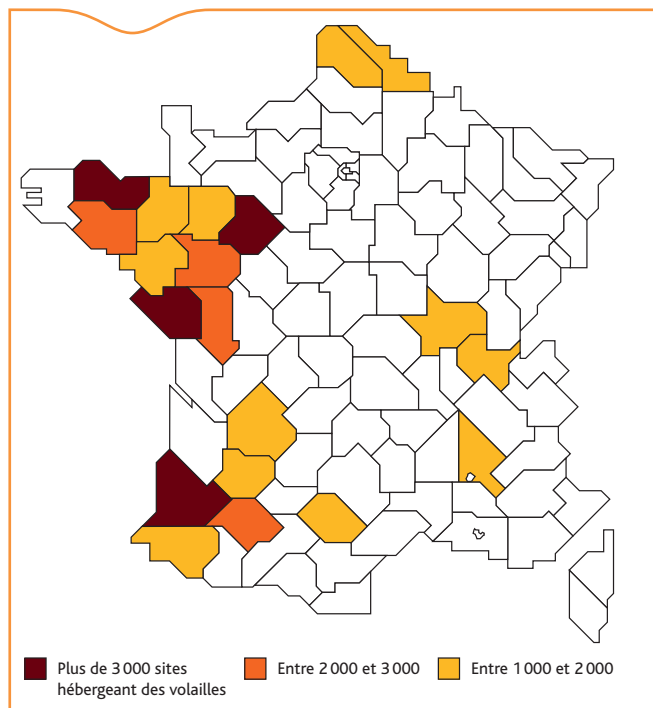 Plus de 3 000 sites
hébergeant des volailles
Entre 2 000 et 3 000
Entre 1 000 et 2 000